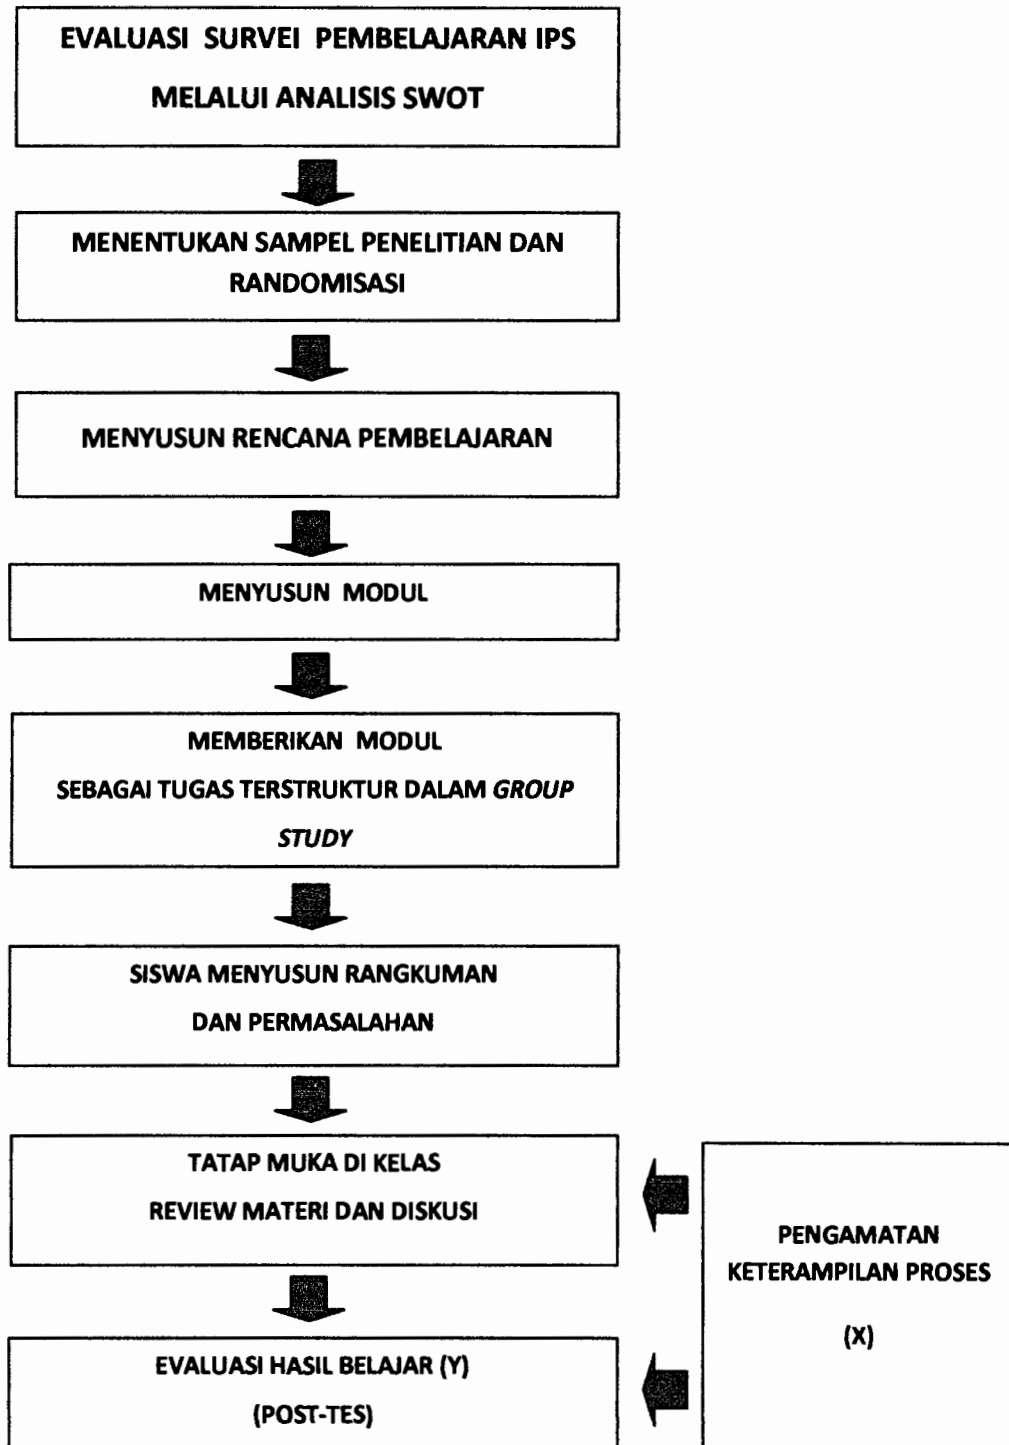 EVALUASI SURVEI PEMBELAJARAN IPS
MELALUI ANALISIS SWOT
MENENTUKAN SAMPEL PENELITIAN DAN
RANDOMISASI
MENYUSUN RENCANA PEMBELAJARAN
MENYUSUN MODUL
MEMBERIKAN MODUL
SEBAGAI TUGAS TERSTRUKTUR DALAM GROUP
STUDY
SISWA MENYUSUN RANGKUMAN
DAN PERMASALAHAN
TATAP MUKA DI KELAS
REVIEW MATERI DAN DISKUSI
PENGAMATAN
KETERAMPILAN PROSES
(X)
EVALUASI HASIL BELAJAR (Y)
(POST-TES)